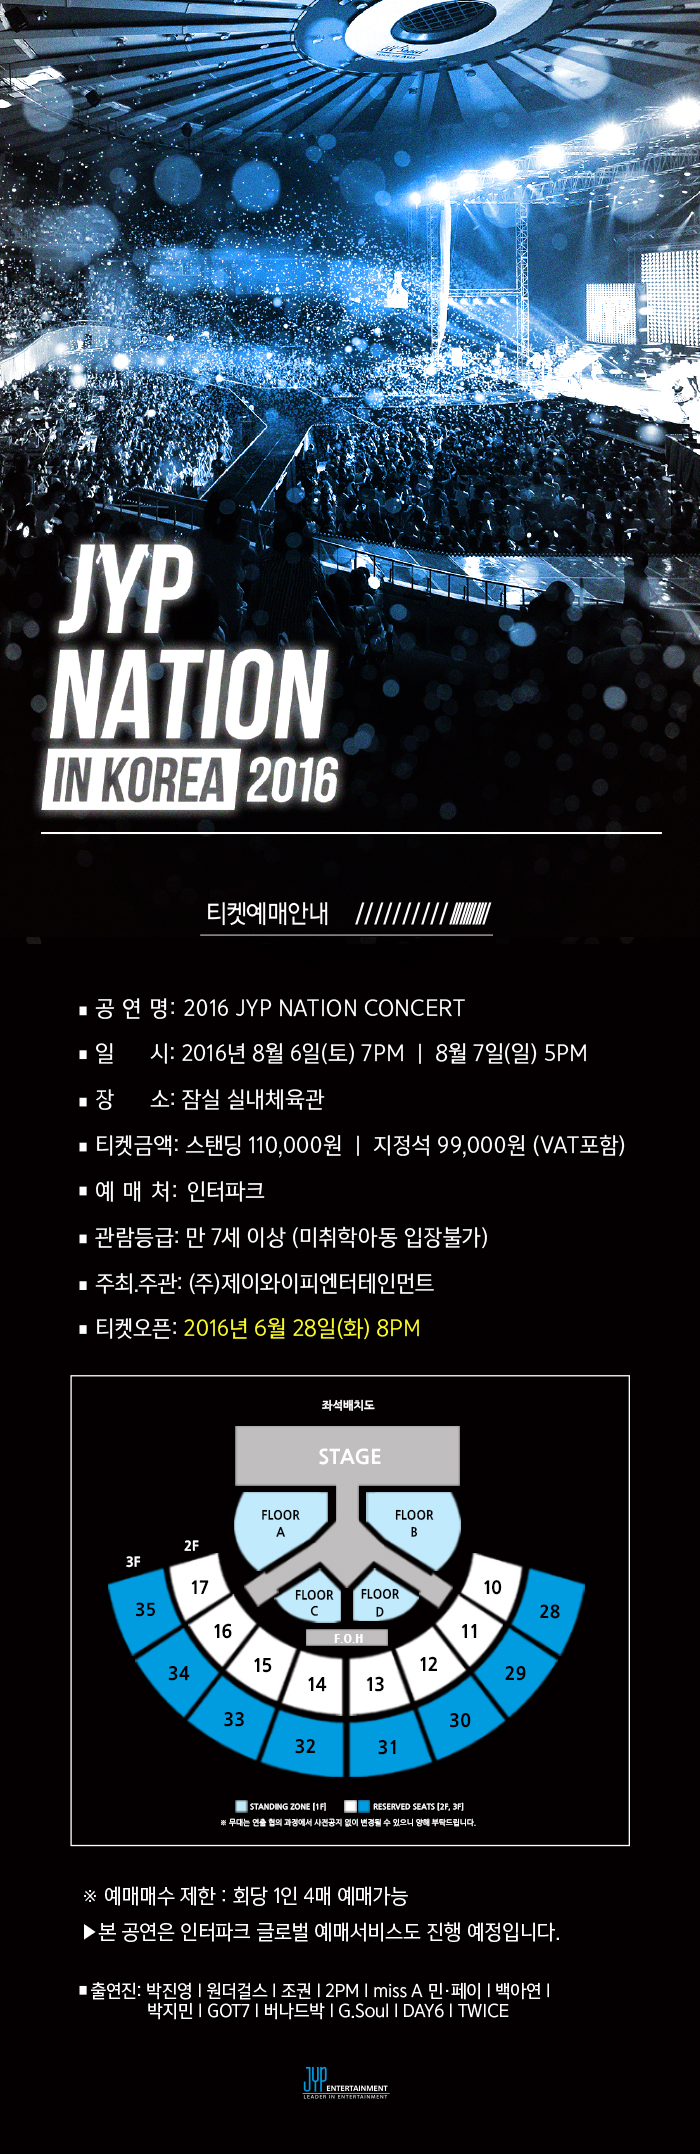 JYP
NATION
IN KOREA 2016
티켓예매안내
■ 공 연 명: 2016 JYP NATION CONCERT
■ 일 시: 2016년 8월 6일(토) 7PM | 8월 7일(일) 5PM
■ 장 소: 잠실 실내체육관
■ 티켓금액: 스탠딩 110,000원 | 지정석 99,000원 (VAT포함)
■ 예 매 처: 인터파크
■ 관람등급: 만 7세 이상 (미취학아동 입장불가)
■ 주최.주관: (주)제이와이피엔터테인먼트
■ 티켓오픈: 2016년 6월 28일(화) 8PM
좌석배치도
STAGE
FLOOR
A
FLOOR
B
2F
3F
17
10
35
28
FLOOR
C
FLOOR
D
16
11
F.O.H
15
12
34
29
14
13
33
30
32
31
STANDING ZONE [1F] RESERVED SEATS [2F, 3F]
※ 무대는 연출 협의 과정에서 사전공지 없이 변경될 수 있으니 양해 부탁드립니다.
※ 예매매수 제한 : 회당 1인 4매 예매가능
▶본 공연은 인터파크 글로벌 예매서비스도 진행 예정입니다.
■ 출연진: 박진영 l 원더걸스 l 조권 l 2PM l miss A 민·페이 l 백아연 l
박지민 l GOT7 l 버나드박 l G.Soul l DAY6 l TWICE
JYP ENTERTAINMENT
LEADER IN ENTERTAINMENT